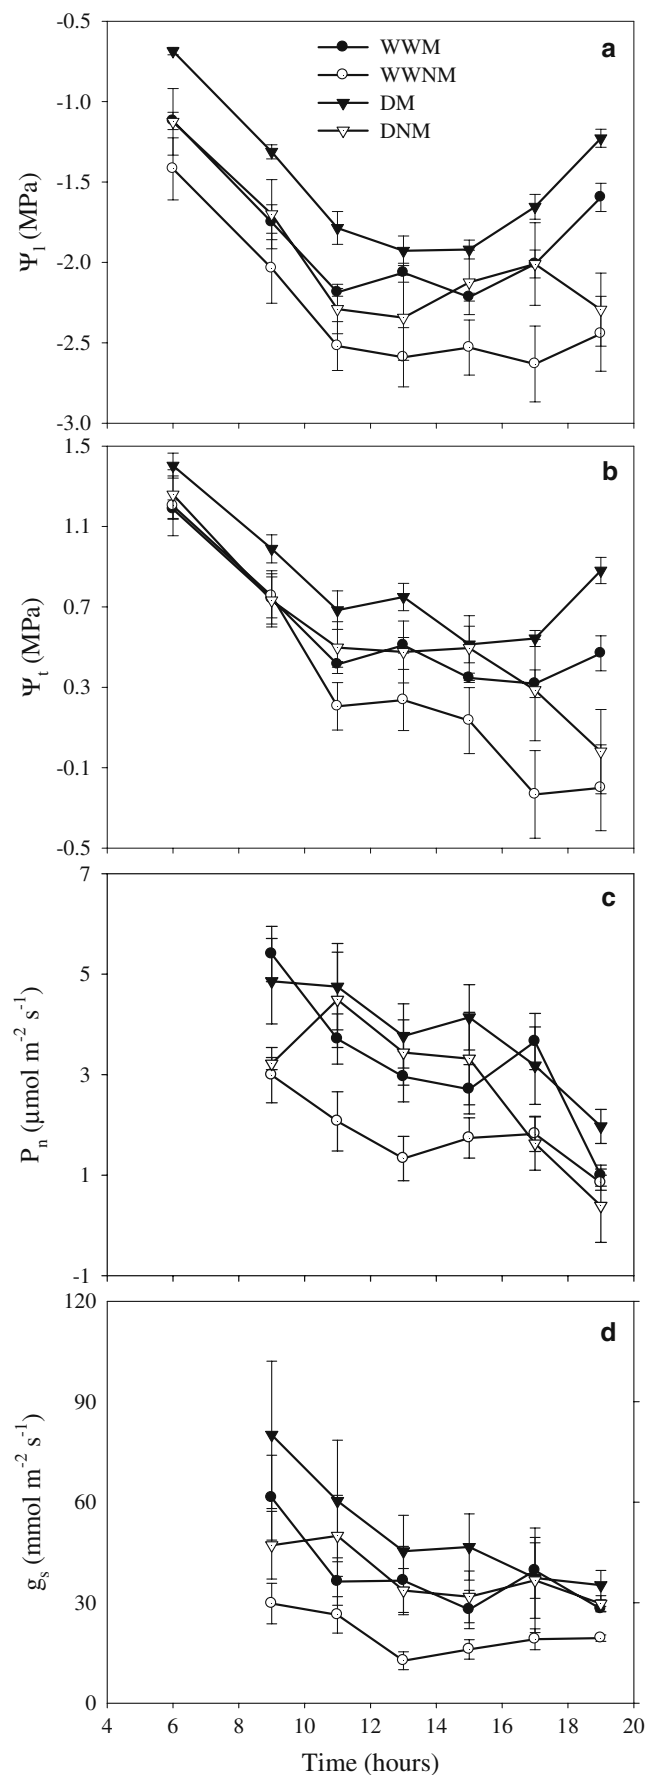 -0.5
-1.0
-1.5
-2.0
-2.5
-3.0
Ψl (MPa)
WWM
WWNM
DM
DNM
a
1.5
1.1
0.7
0.3
-0.1
-0.5
Ψt (MPa)
b
7
5
3
1
-1
Pn (μmol m-2 s-1)
c
120
90
60
30
0
gs (mmol m-2 s-1)
d
4 6 8 10 12 14 16 18 20
Time (hours)